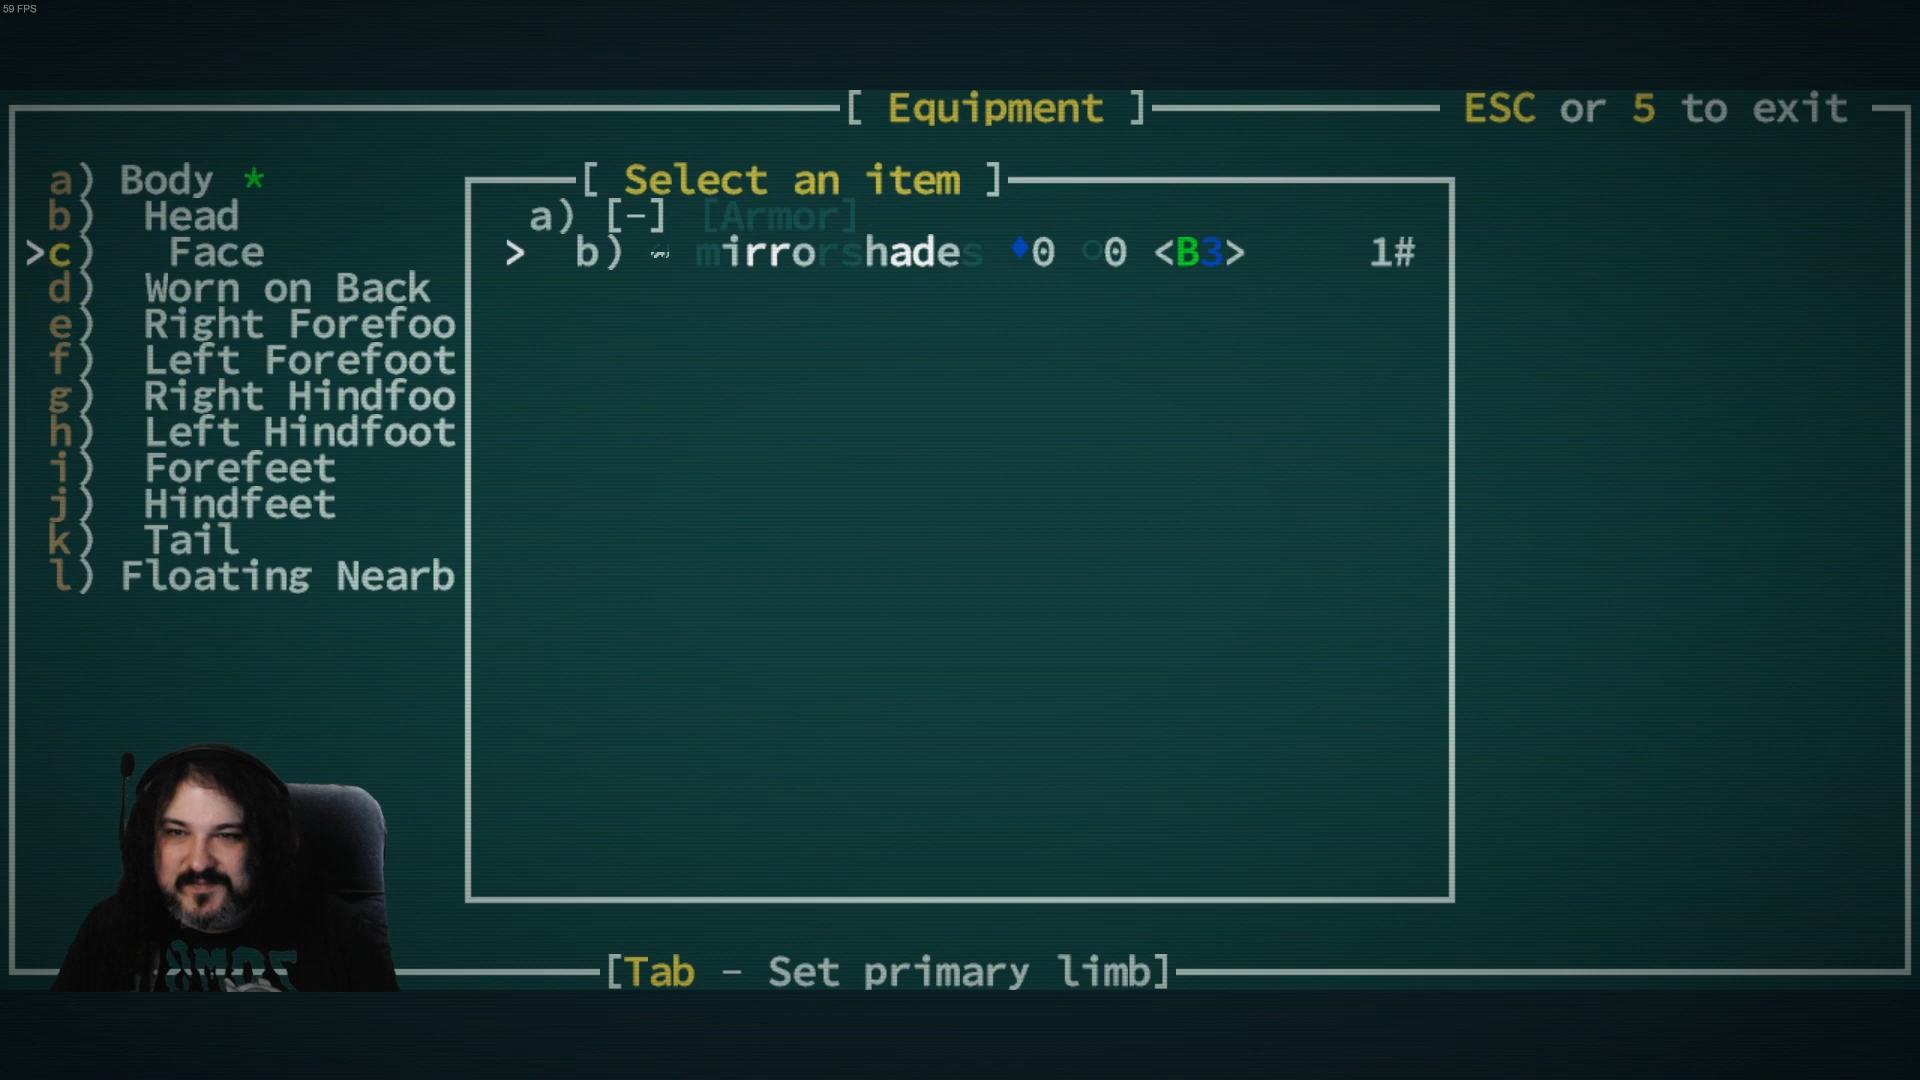 59 FPS
[ Equipment ] ESC or 5 to exit
a) Body *
[ Select an item ]
b) Head
a) [-] [Armor]
>c) Face
> b) mirrorshades ♦0 ○0 <B3> 1#
d) Worn on Back
e) Right Forefoo
f) Left Forefoot
g) Right Hindfoo
h) Left Hindfoot
i) Forefeet
j) Hindfeet
k) Tail
l) Floating Nearb
[Tab - Set primary limb]